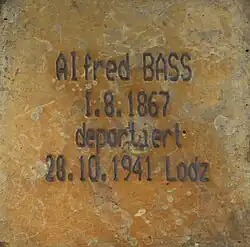 Alfred BASS
1.8.1867
deportiert
28.10.1941 Lodz